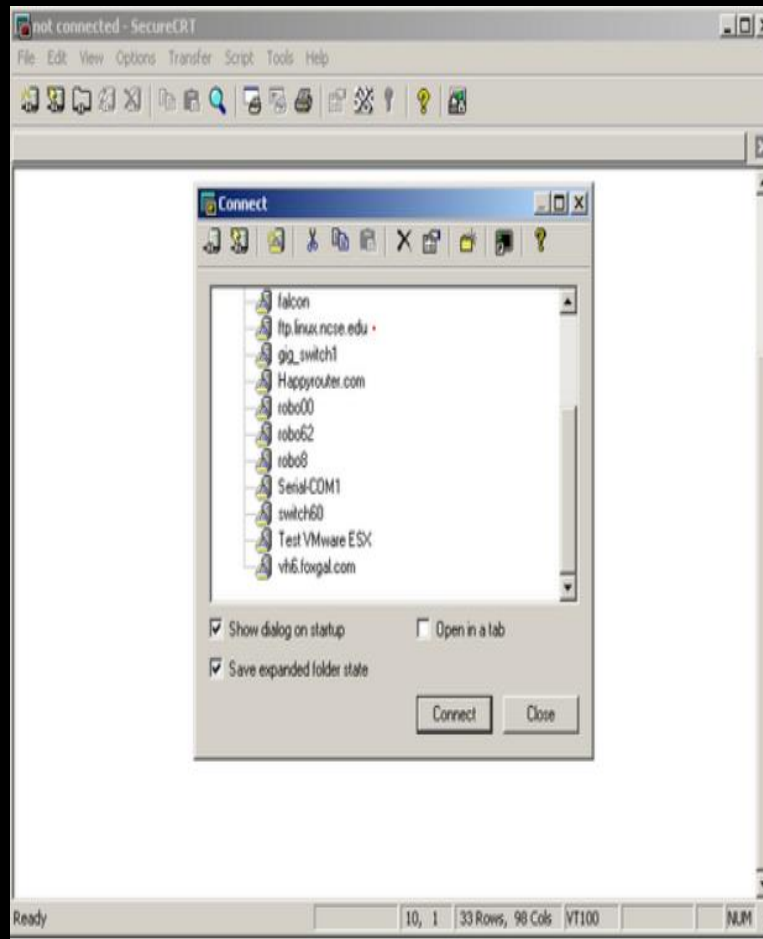 not connected - SecureCRT
File Edit View Options Transfer Script Tools Help
Connect
falcon
ftp.linux.ncse.edu
gig_switch1
Happyrouter.com
robo00
robo62
robo8
Serial-COM1
switch60
Test VMware ESX
vh6.foxgal.com
Show dialog on startup
Open in a tab
Save expanded folder state
Connect
Close
Ready
10, 1
33 Rows, 98 Cols
VT100
NUM